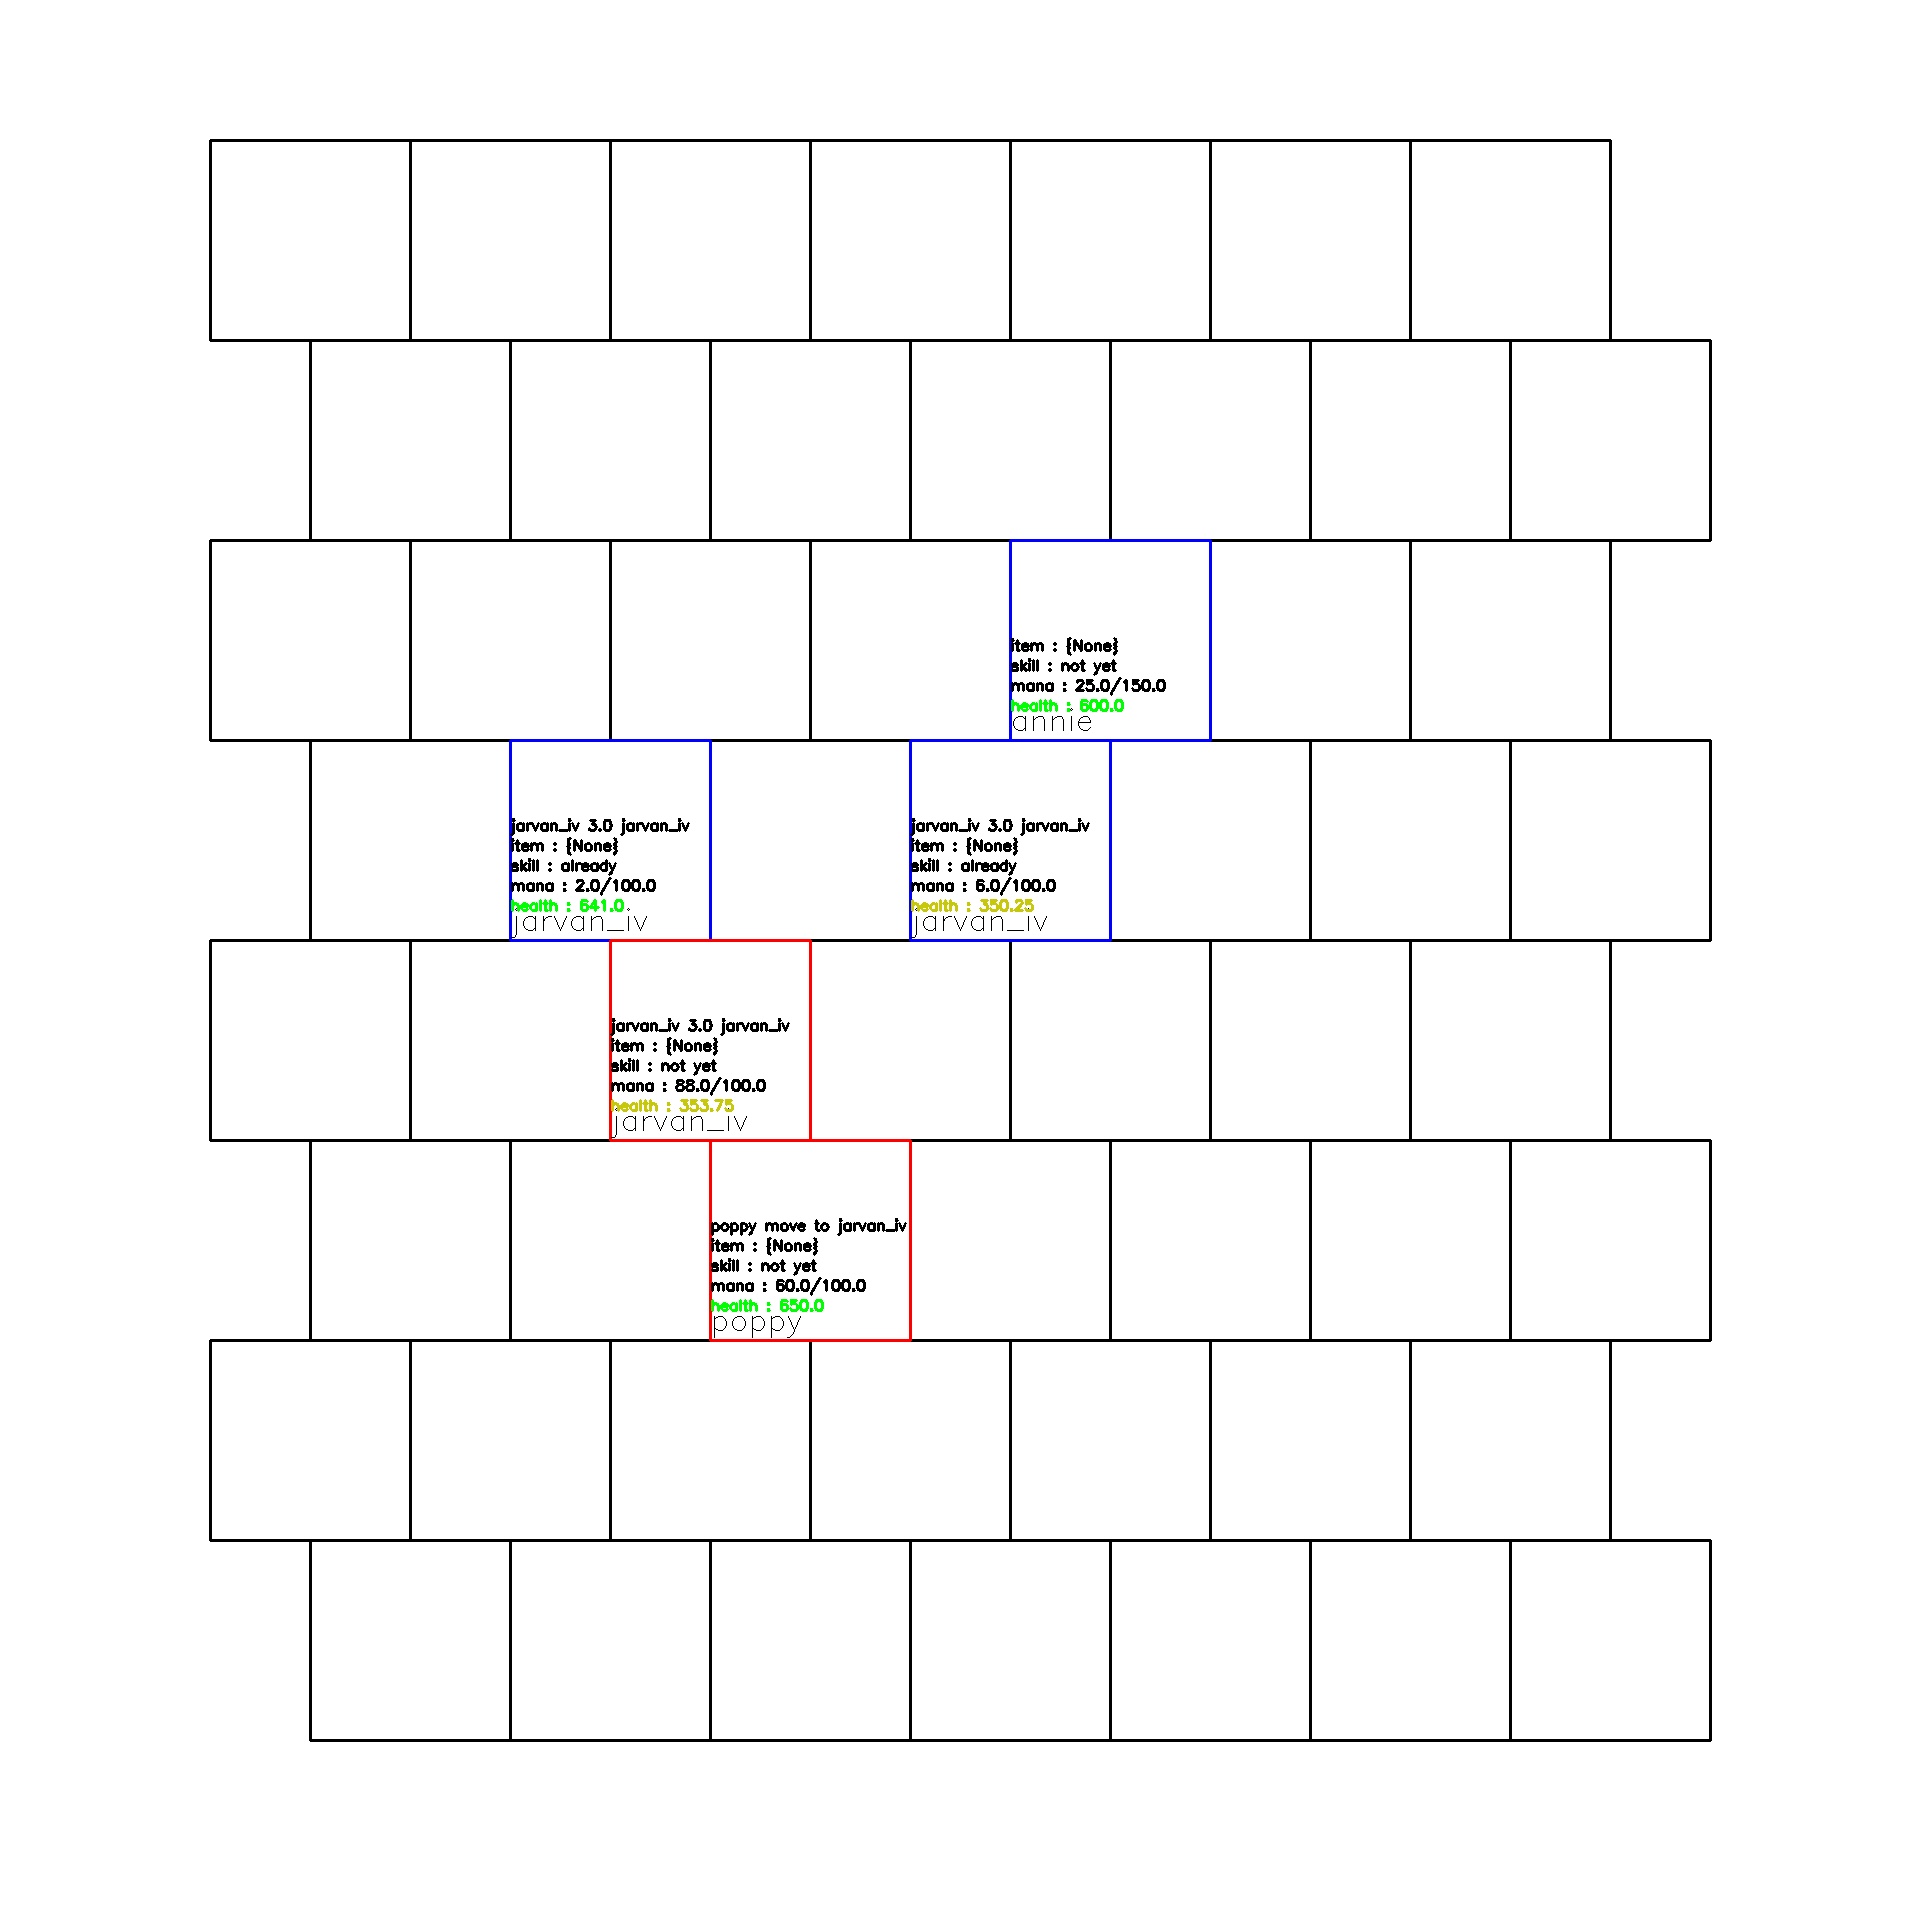 item : {None}
skill : not yet
mana : 25.0/150.0
health : 600.0
annie
jarvan_iv 3.0 jarvan_iv
item : {None}
skill : already
mana : 2.0/100.0
health : 641.0
jarvan_iv
jarvan_iv 3.0 jarvan_iv
item : {None}
skill : already
mana : 6.0/100.0
health : 350.25
jarvan_iv
jarvan_iv 3.0 jarvan_iv
item : {None}
skill : not yet
mana : 88.0/100.0
health : 353.75
jarvan_iv
poppy move to jarvan_iv
item : {None}
skill : not yet
mana : 60.0/100.0
health : 650.0
poppy